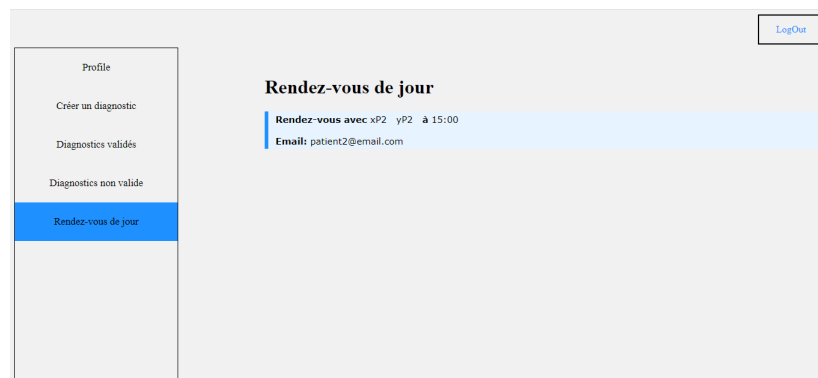 LogOut
Profile
Créer un diagnostic
Diagnostics validés
Diagnostics non valide
Rendez-vous de jour
Rendez-vous de jour
Rendez-vous avec xP2 yP2 à 15:00
Email: patient2@email.com